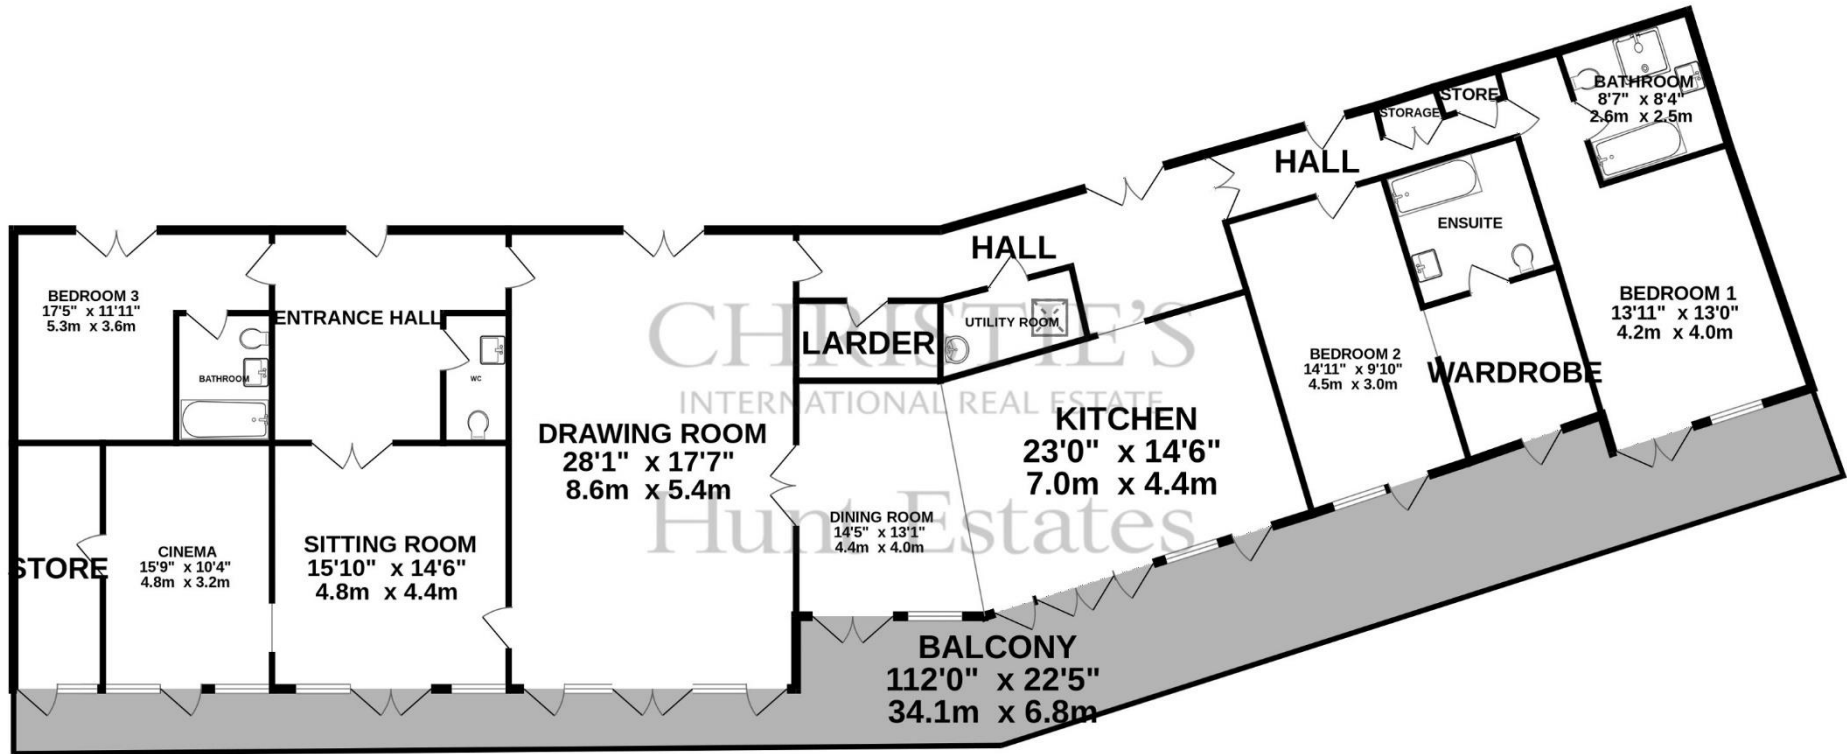 BEDROOM 3
17'5" x 11'11"
5.3m x 3.6m
BATHROOM
ENTRANCE HALL
WC
STORE
CINEMA
15'9" x 10'4"
4.8m x 3.2m
SITTING ROOM
15'10" x 14'6"
4.8m x 4.4m
DRAWING ROOM
28'1" x 17'7"
8.6m x 5.4m
CHRISTIE'S
INTERNATIONAL REAL ESTATE
Hunt Estates
HALL
LARDER
UTILITY ROOM
DINING ROOM
14'5" x 13'1"
4.4m x 4.0m
KITCHEN
23'0" x 14'6"
7.0m x 4.4m
BALCONY
112'0" x 22'5"
34.1m x 6.8m
HALL
STORAGE
STORE
BATHROOM
8'7" x 8'4"
2.6m x 2.5m
ENSUITE
BEDROOM 2
14'11" x 9'10"
4.5m x 3.0m
WARDROBE
BEDROOM 1
13'11" x 13'0"
4.2m x 4.0m